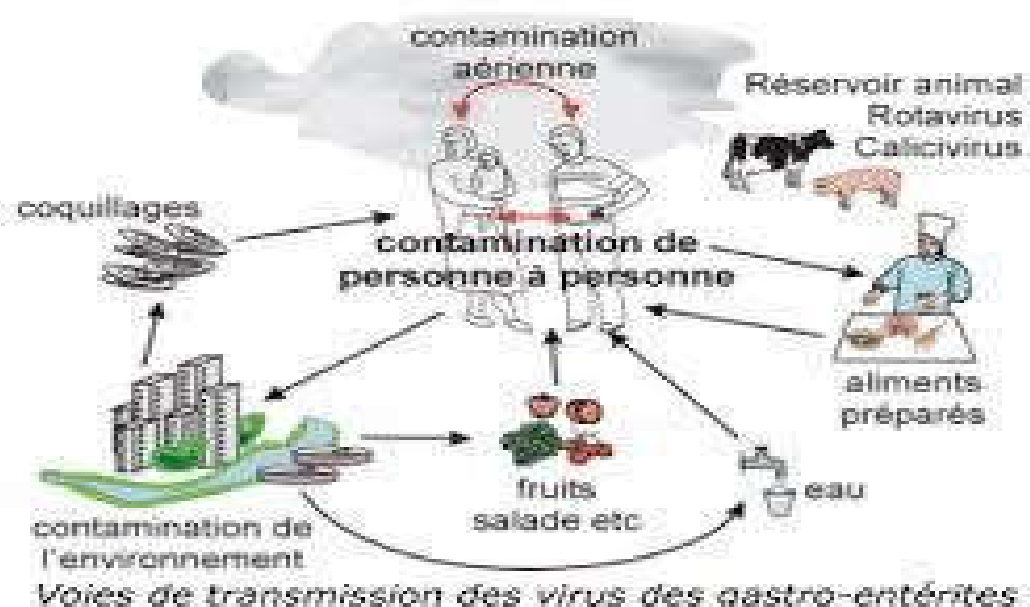 contamination
aérienne
Réservoir animal
Rotavirus
Calicivirus
coquillages
contamination de
personne à personne
aliments
préparés
fruits
salade etc
eau
contamination de
l'environnement
Voies de transmission des virus des gastro-entérites